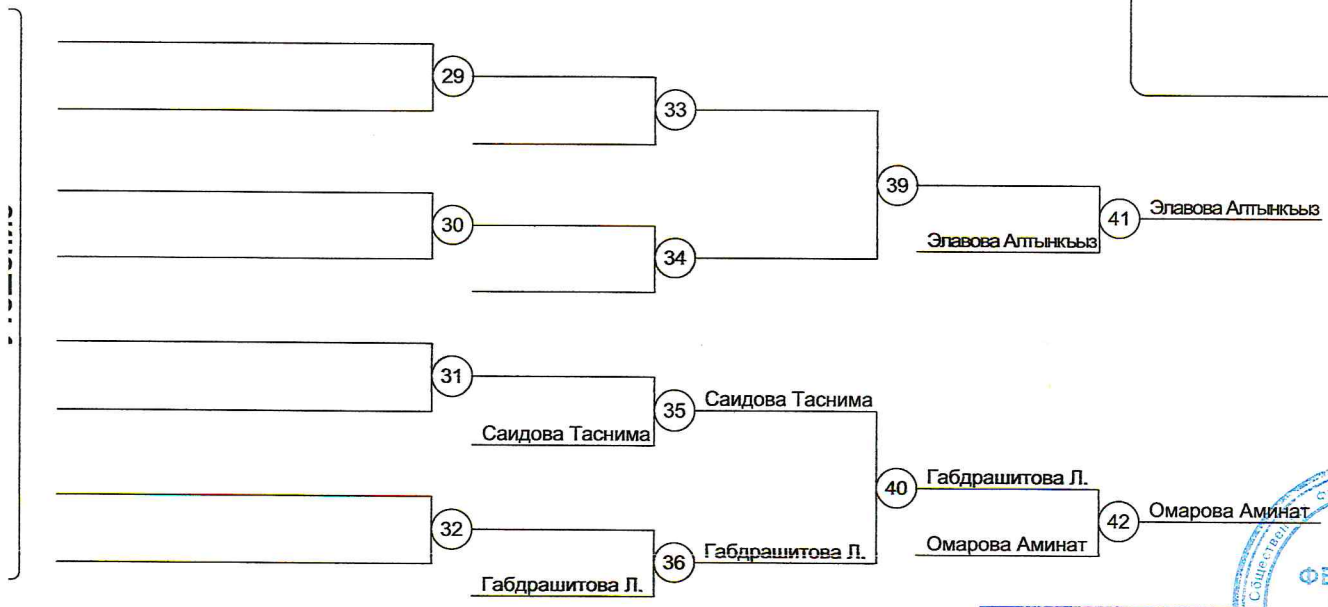 29
33
39
30
41
Элавова Алтынкъыз
Элавова Алтынкъыз
34
31
35
Саидова Таснима
Саидова Таснима
40
Габдрашитова Л.
32
42
Омарова Аминат
36
Габдрашитова Л.
Омарова Аминат
Габдрашитова Л.